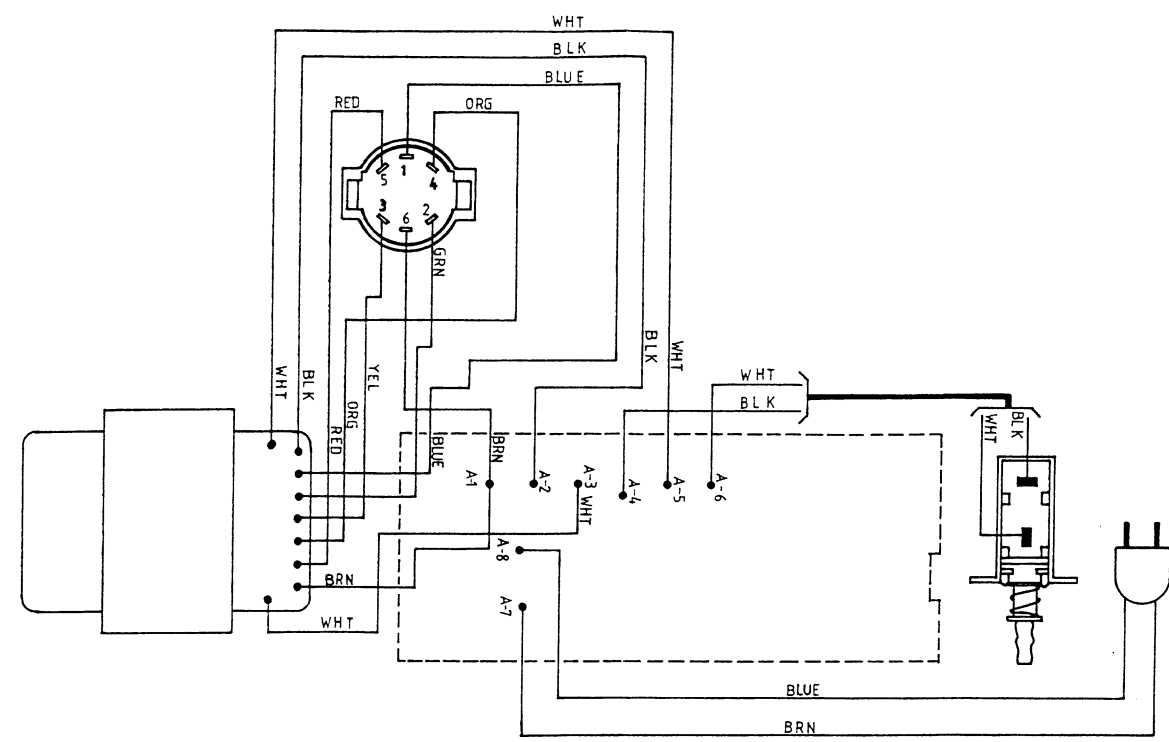 WHT
BLK
BLUE
RED
ORG
5
1
4
3
6
2
GRN
WHT
BLK
YEL
ORG
RED
BLUE
BRN
BLK
WHT
WHT
BLK
WHT
BLK
A-1
A-2
A-3
WHT
A-4
A-5
A-6
A-8
BRN
A-7
WHT
BLUE
BRN